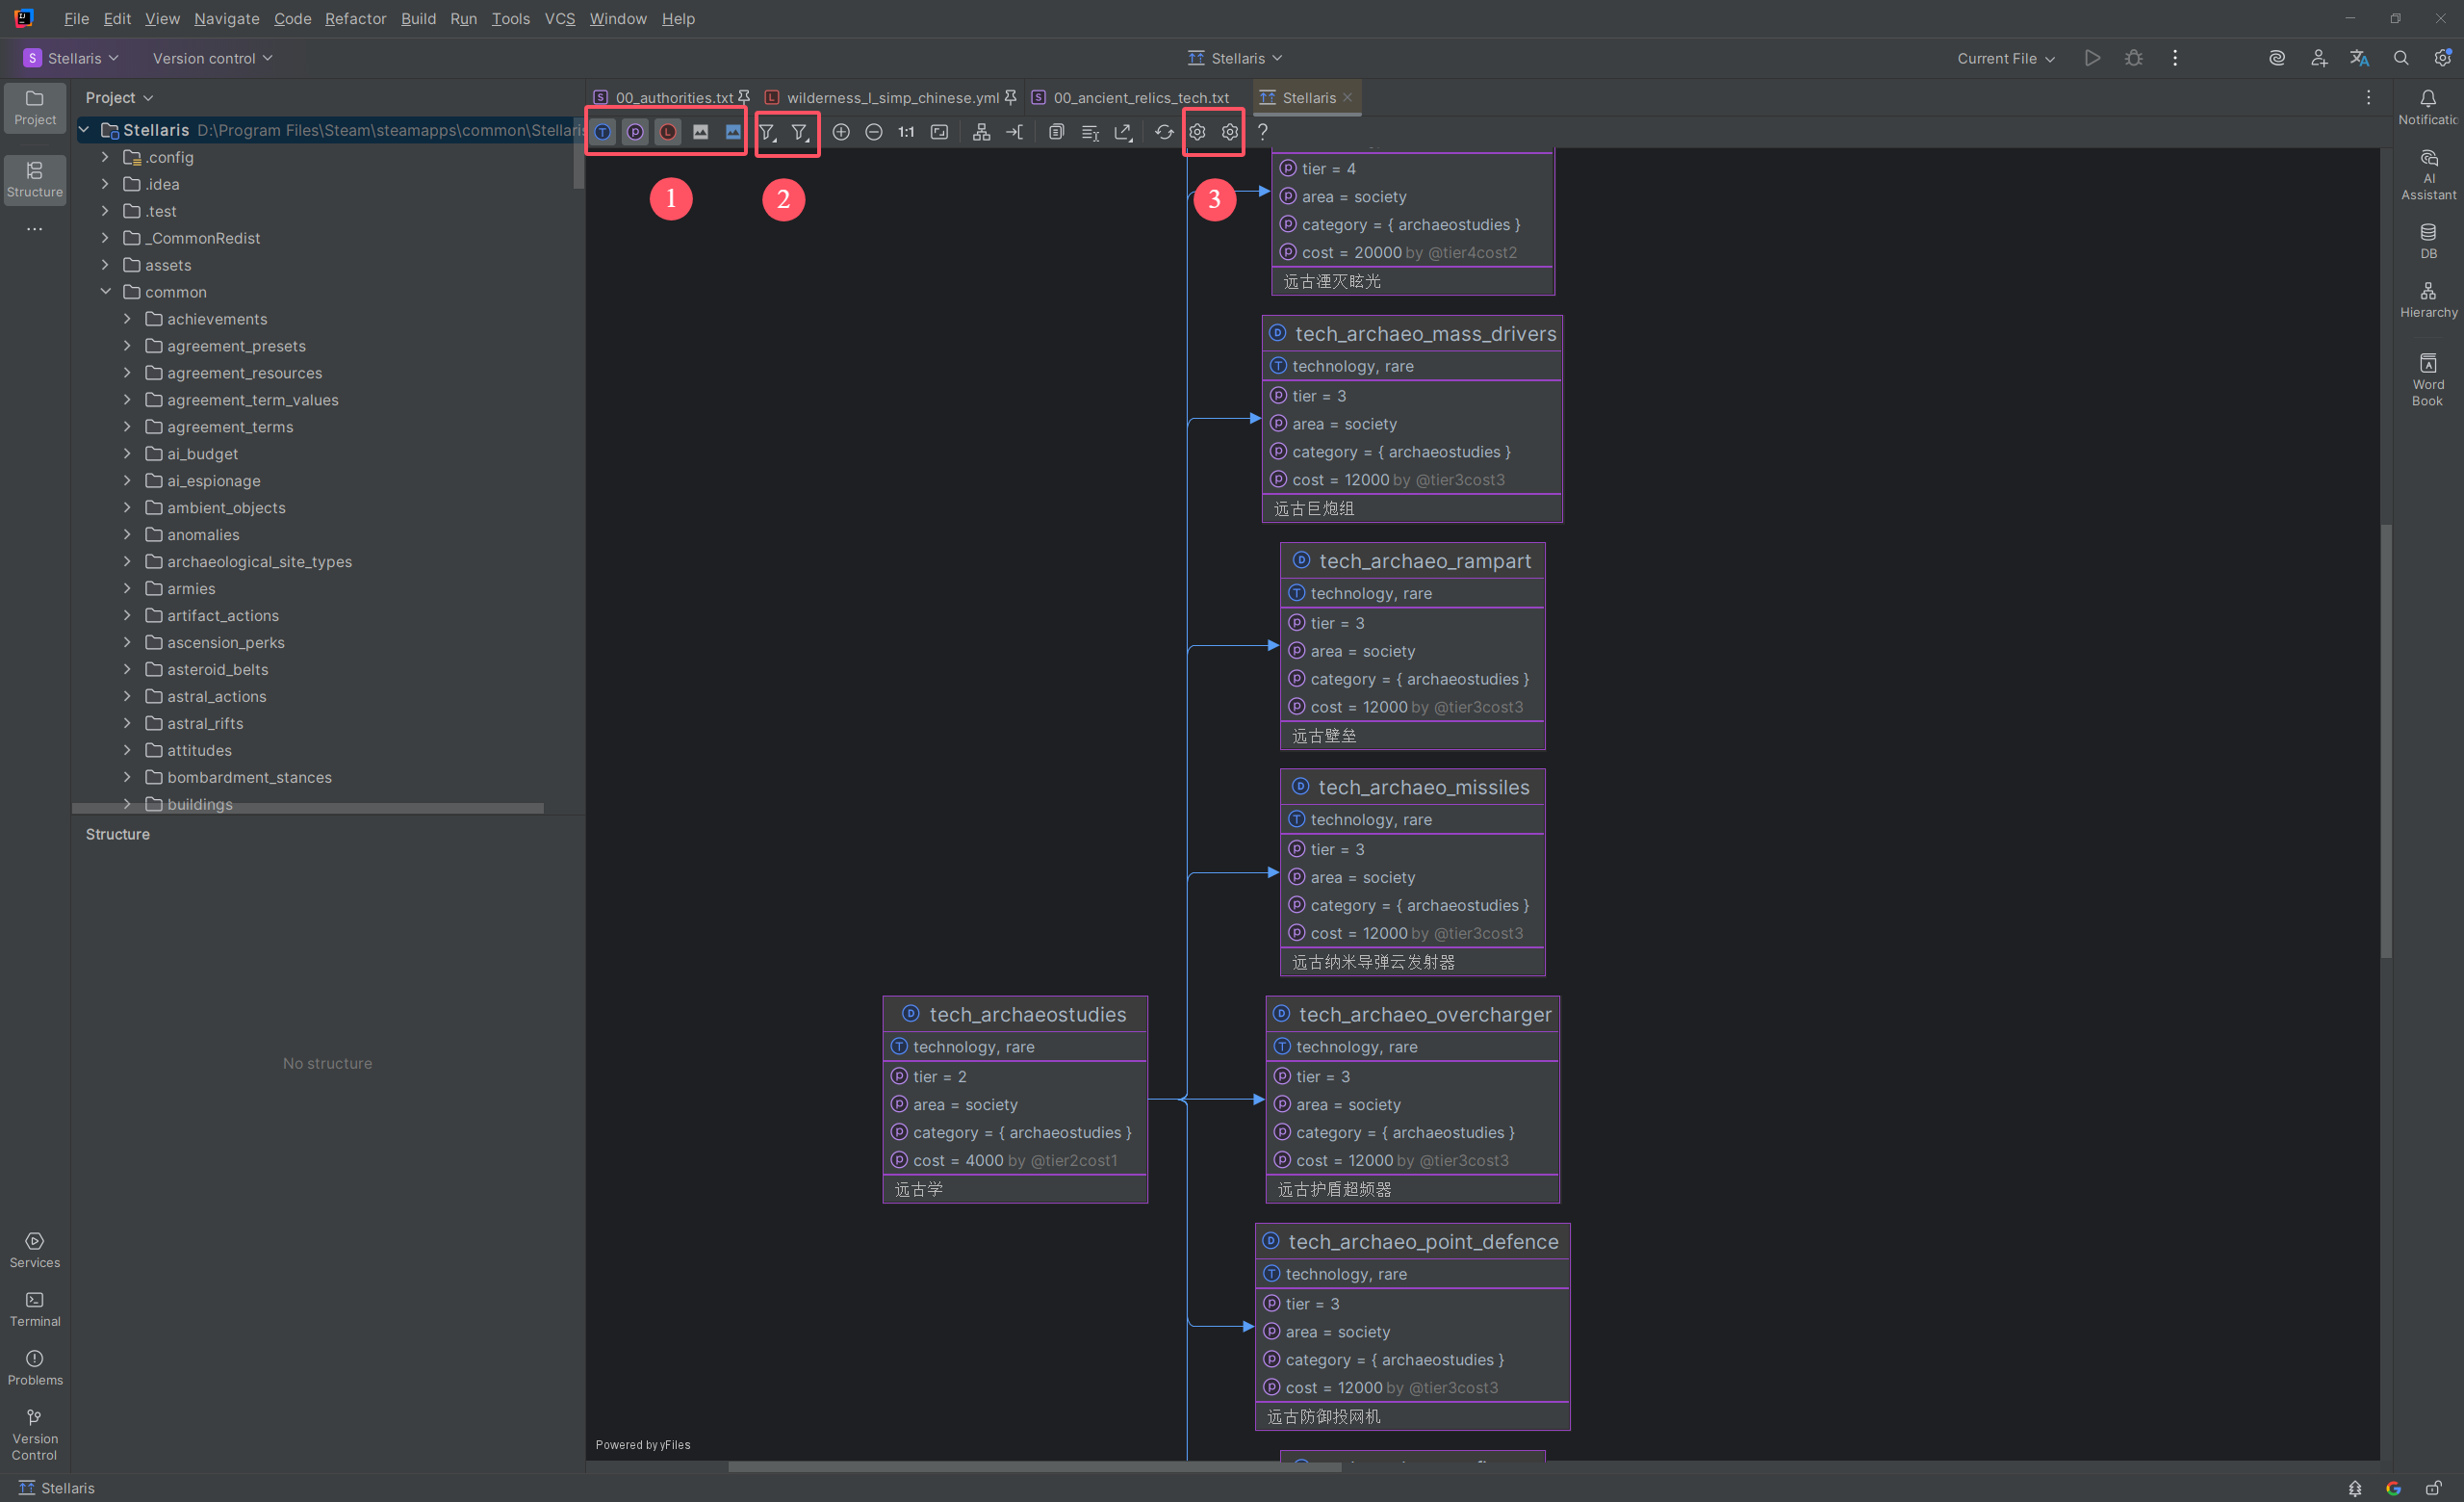 File Edit View Navigate Code Refactor Build Run Tools VCS Window Help
S Stellaris Version control Stellaris Current File
Project
Structure
Project
Stellaris D:\Program Files\Steam\steamapps\common\Stellaris
.config
.idea
.test
_CommonRedist
assets
common
achievements
agreement_presets
agreement_resources
agreement_term_values
agreement_terms
ai_budget
ai_espionage
ambient_objects
anomalies
archaeological_site_types
armies
artifact_actions
ascension_perks
asteroid_belts
astral_actions
astral_rifts
attitudes
bombardment_stances
buildings
Structure
No structure
Services
Terminal
Problems
Version
Control
00_authorities.txt wilderness_l_simp_chinese.yml 00_ancient_relics_tech.txt Stellaris
1:1 ?
1 2 3
tier = 4
area = society
category = { archaeostudies }
cost = 20000 by @tier4cost2
远古湮灭眩光
tech_archaeo_mass_drivers
technology, rare
tier = 3
area = society
category = { archaeostudies }
cost = 12000 by @tier3cost3
远古巨炮组
tech_archaeo_rampart
technology, rare
tier = 3
area = society
category = { archaeostudies }
cost = 12000 by @tier3cost3
远古壁垒
tech_archaeo_missiles
technology, rare
tier = 3
area = society
category = { archaeostudies }
cost = 12000 by @tier3cost3
远古纳米导弹云发射器
tech_archaeostudies
technology, rare
tier = 2
area = society
category = { archaeostudies }
cost = 4000 by @tier2cost1
远古学
tech_archaeo_overcharger
technology, rare
tier = 3
area = society
category = { archaeostudies }
cost = 12000 by @tier3cost3
远古护盾超频器
tech_archaeo_point_defence
technology, rare
tier = 3
area = society
category = { archaeostudies }
cost = 12000 by @tier3cost3
远古防御投网机
Powered by yFiles
Notificatio
AI
Assistant
DB
Hierarchy
Word
Book
Stellaris